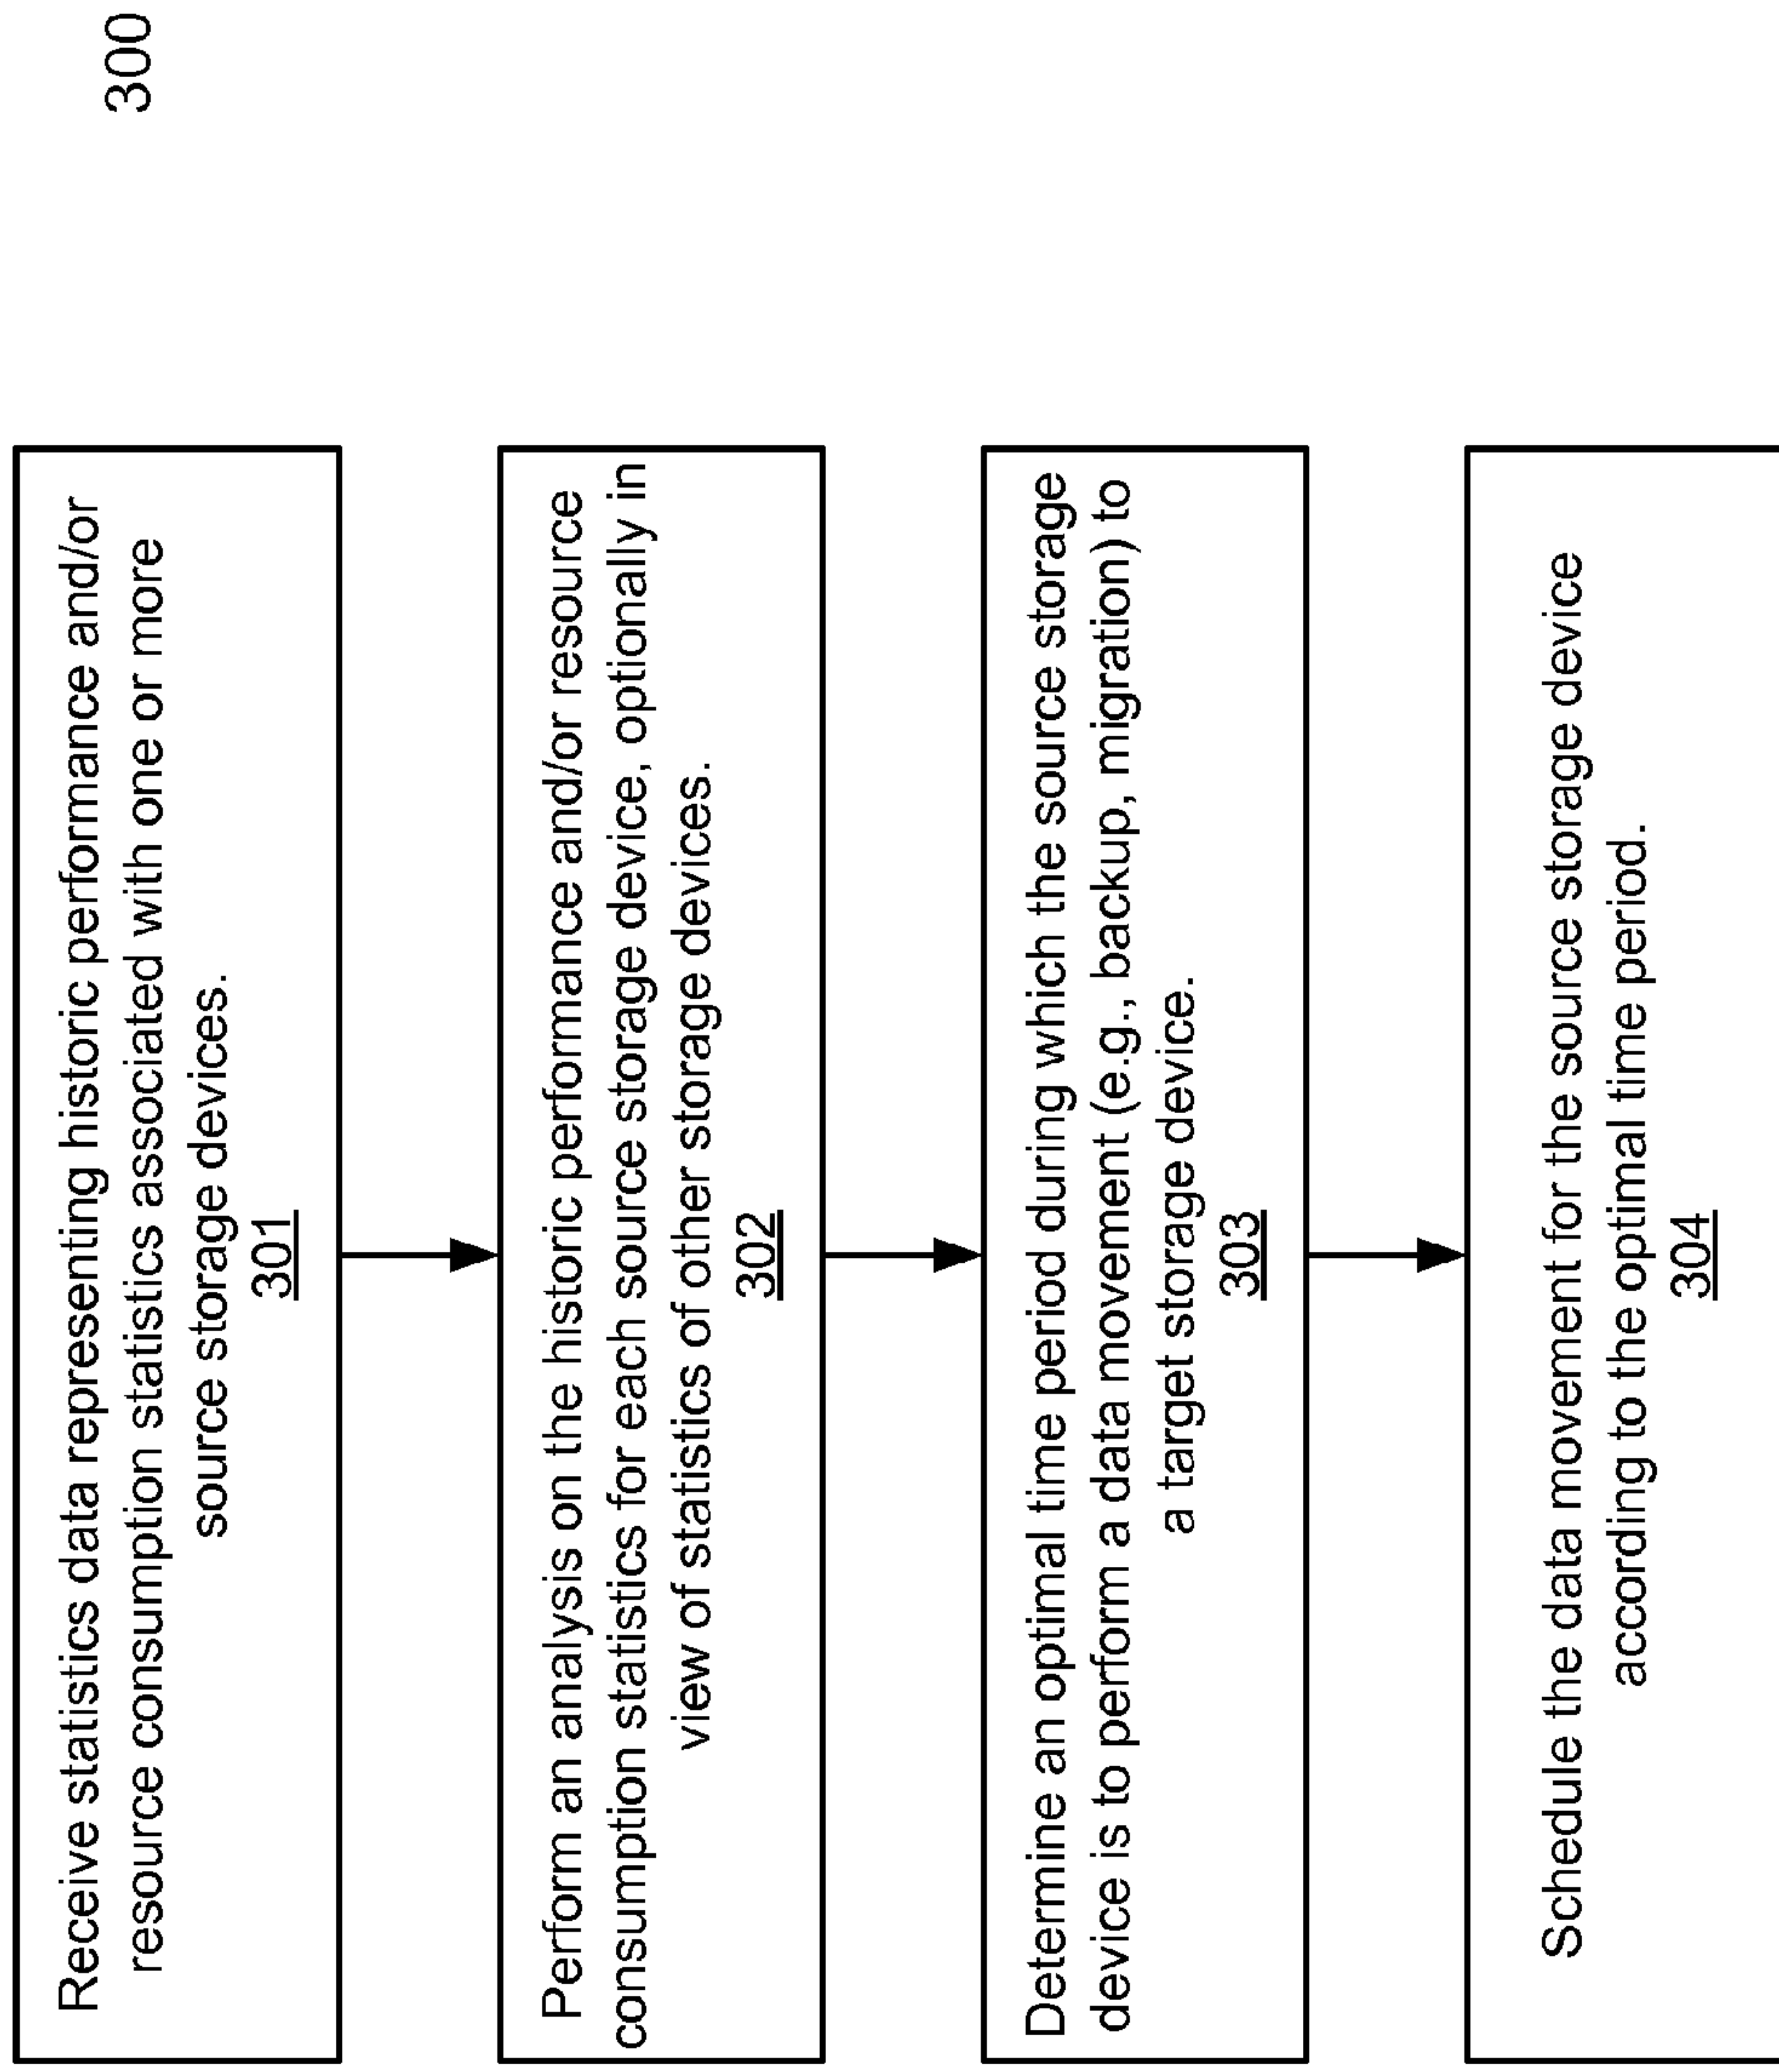 300
Receive statistics data representing historic performance and/or
resource consumption statistics associated with one or more
source storage devices.
301
Perform an analysis on the historic performance and/or resource
consumption statistics for each source storage device, optionally in
view of statistics of other storage devices.
302
Determine an optimal time period during which the source storage
device is to perform a data movement (e.g., backup, migration) to
a target storage device.
303
Schedule the data movement for the source storage device
according to the optimal time period.
304